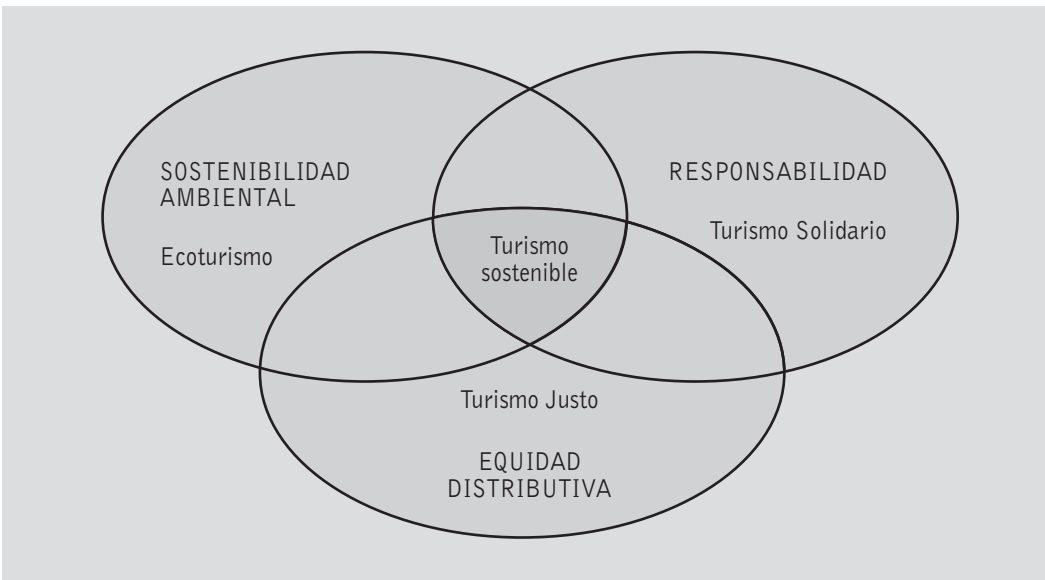 SOSTENIBILIDAD
AMBIENTAL
Ecoturismo
RESPONSABILIDAD
Turismo Solidario
Turismo
sostenible
Turismo Justo
EQUIDAD
DISTRIBUTIVA